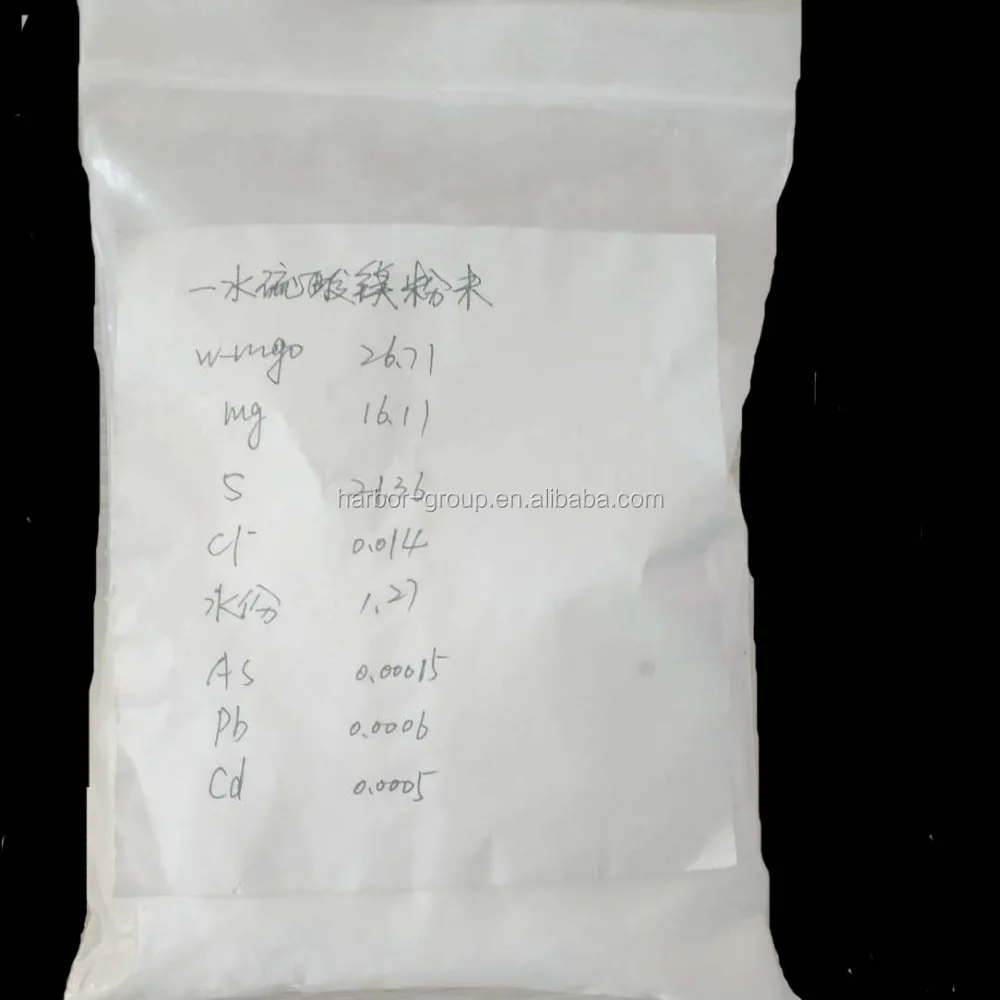 一水硫酸镁粉末
w-mgo 26.71
mg 16.11
S 21.36
harbor-group.en.alibaba.com
Cl⁻ 0.014
水份 1.27
As 0.00015
Pb 0.0006
Cd 0.0005